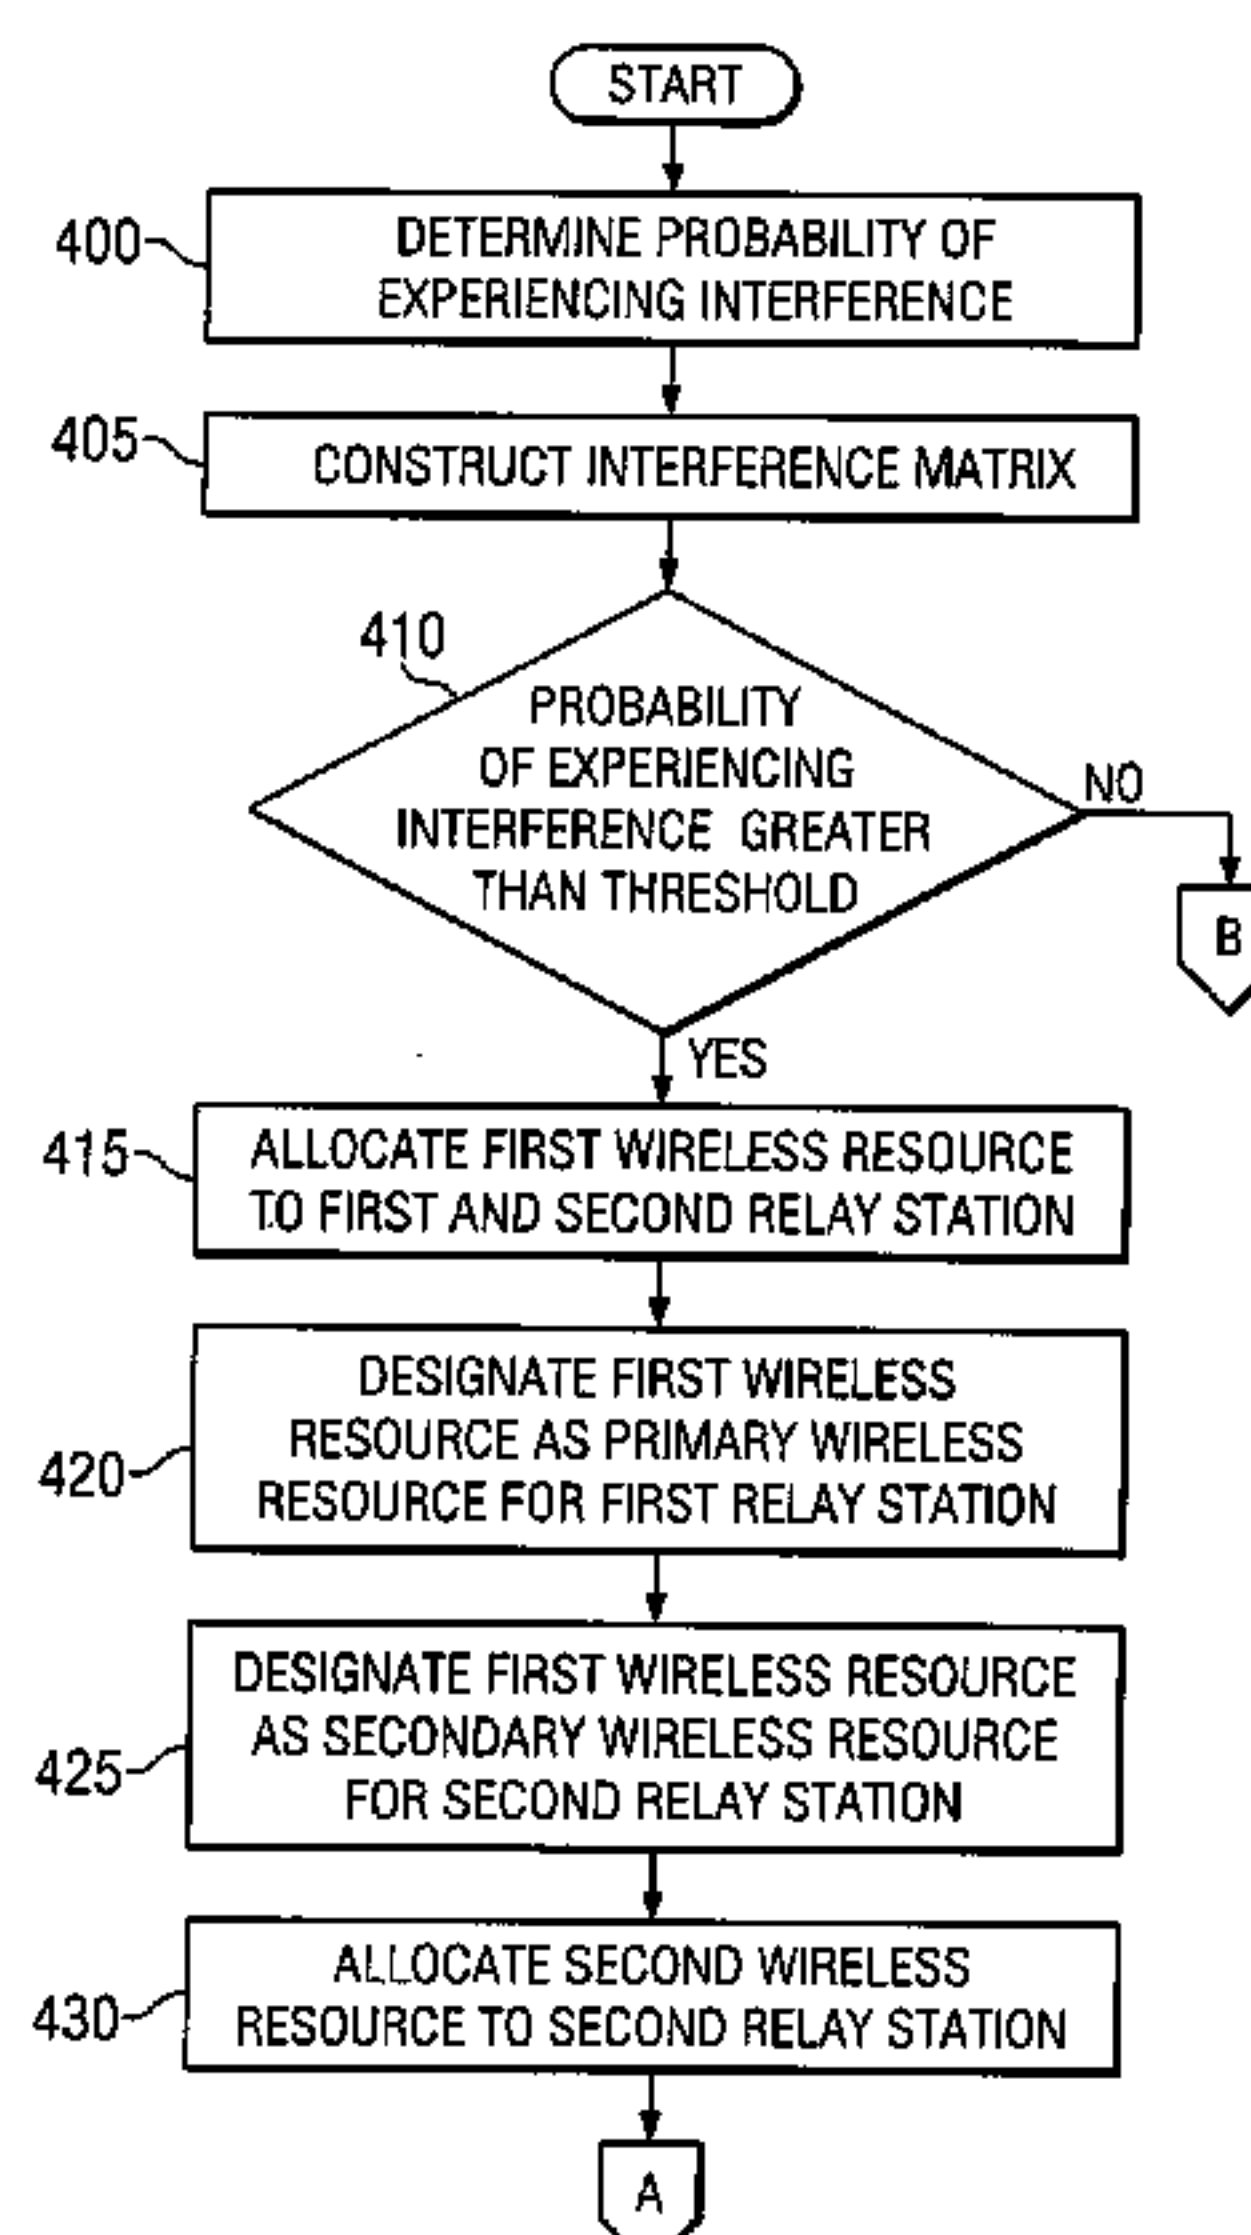 START
400
DETERMINE PROBABILITY OF
EXPERIENCING INTERFERENCE
405
CONSTRUCT INTERFERENCE MATRIX
410
PROBABILITY
OF EXPERIENCING
INTERFERENCE GREATER
THAN THRESHOLD
NO
B
YES
415
ALLOCATE FIRST WIRELESS RESOURCE
TO FIRST AND SECOND RELAY STATION
420
DESIGNATE FIRST WIRELESS
RESOURCE AS PRIMARY WIRELESS
RESOURCE FOR FIRST RELAY STATION
425
DESIGNATE FIRST WIRELESS RESOURCE
AS SECONDARY WIRELESS RESOURCE
FOR SECOND RELAY STATION
430
ALLOCATE SECOND WIRELESS
RESOURCE TO SECOND RELAY STATION
A